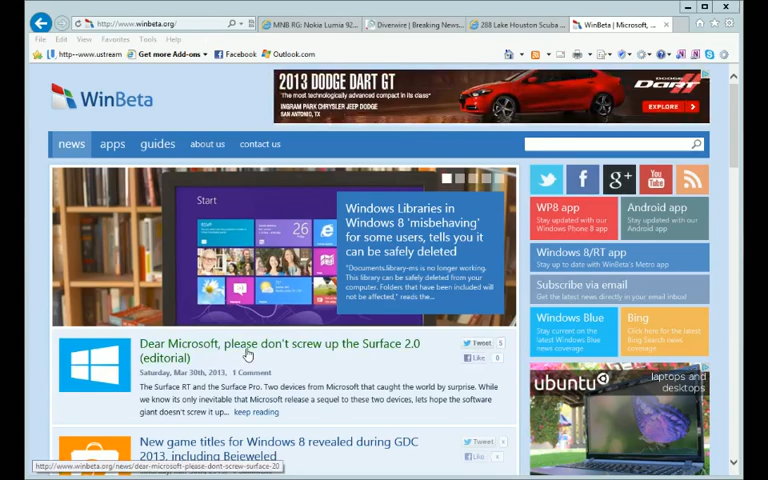 http://www.winbeta.org/
MNB RG: Nokia Lumia 92...
Diverwire | Breaking News...
288 Lake Houston Scuba ...
WinBeta | Microsoft, ...
File Edit View Favorites Tools Help
http--www.ustream
Get more Add-ons
Facebook
Outlook.com
WinBeta
2013 DODGE DART GT
The most technologically advanced compact in its class*
INGRAM PARK CHRYSLER JEEP DODGE
SAN ANTONIO, TX
DART
EXPLORE
news apps guides about us contact us
Start
26
Windows Libraries in
Windows 8 'misbehaving'
for some users, tells you it
can be safely deleted
"Documents.library-ms is no longer working.
This library can be safely deleted from your
computer. Folders that have been included will
not be affected," reads the...
g+
You
Tube
WP8 app
Stay updated with our
Windows Phone 8 app
Android app
Stay updated with our
Android app
Windows 8/RT app
Stay up to date with WinBeta's Metro app
Subscribe via email
Get the latest news directly in your email inbox!
Windows Blue
Stay current on the
latest Windows Blue
news coverage
Bing
Click here for the
latest Bing Search
news coverage
Dear Microsoft, please don't screw up the Surface 2.0
(editorial)
Saturday, Mar 30th, 2013, 1 Comment
Tweet 5
Like 0
The Surface RT and the Surface Pro. Two devices from Microsoft that caught the world by surprise. While
we know its only inevitable that Microsoft release a sequel to these two devices, lets hope the software
giant doesn't screw it up... keep reading
New game titles for Windows 8 revealed during GDC
2013, including Bejeweled
Tweet
Like
ubuntu
laptops and
desktops
http://www.winbeta.org/news/dear-microsoft-please-dont-screw-surface-20